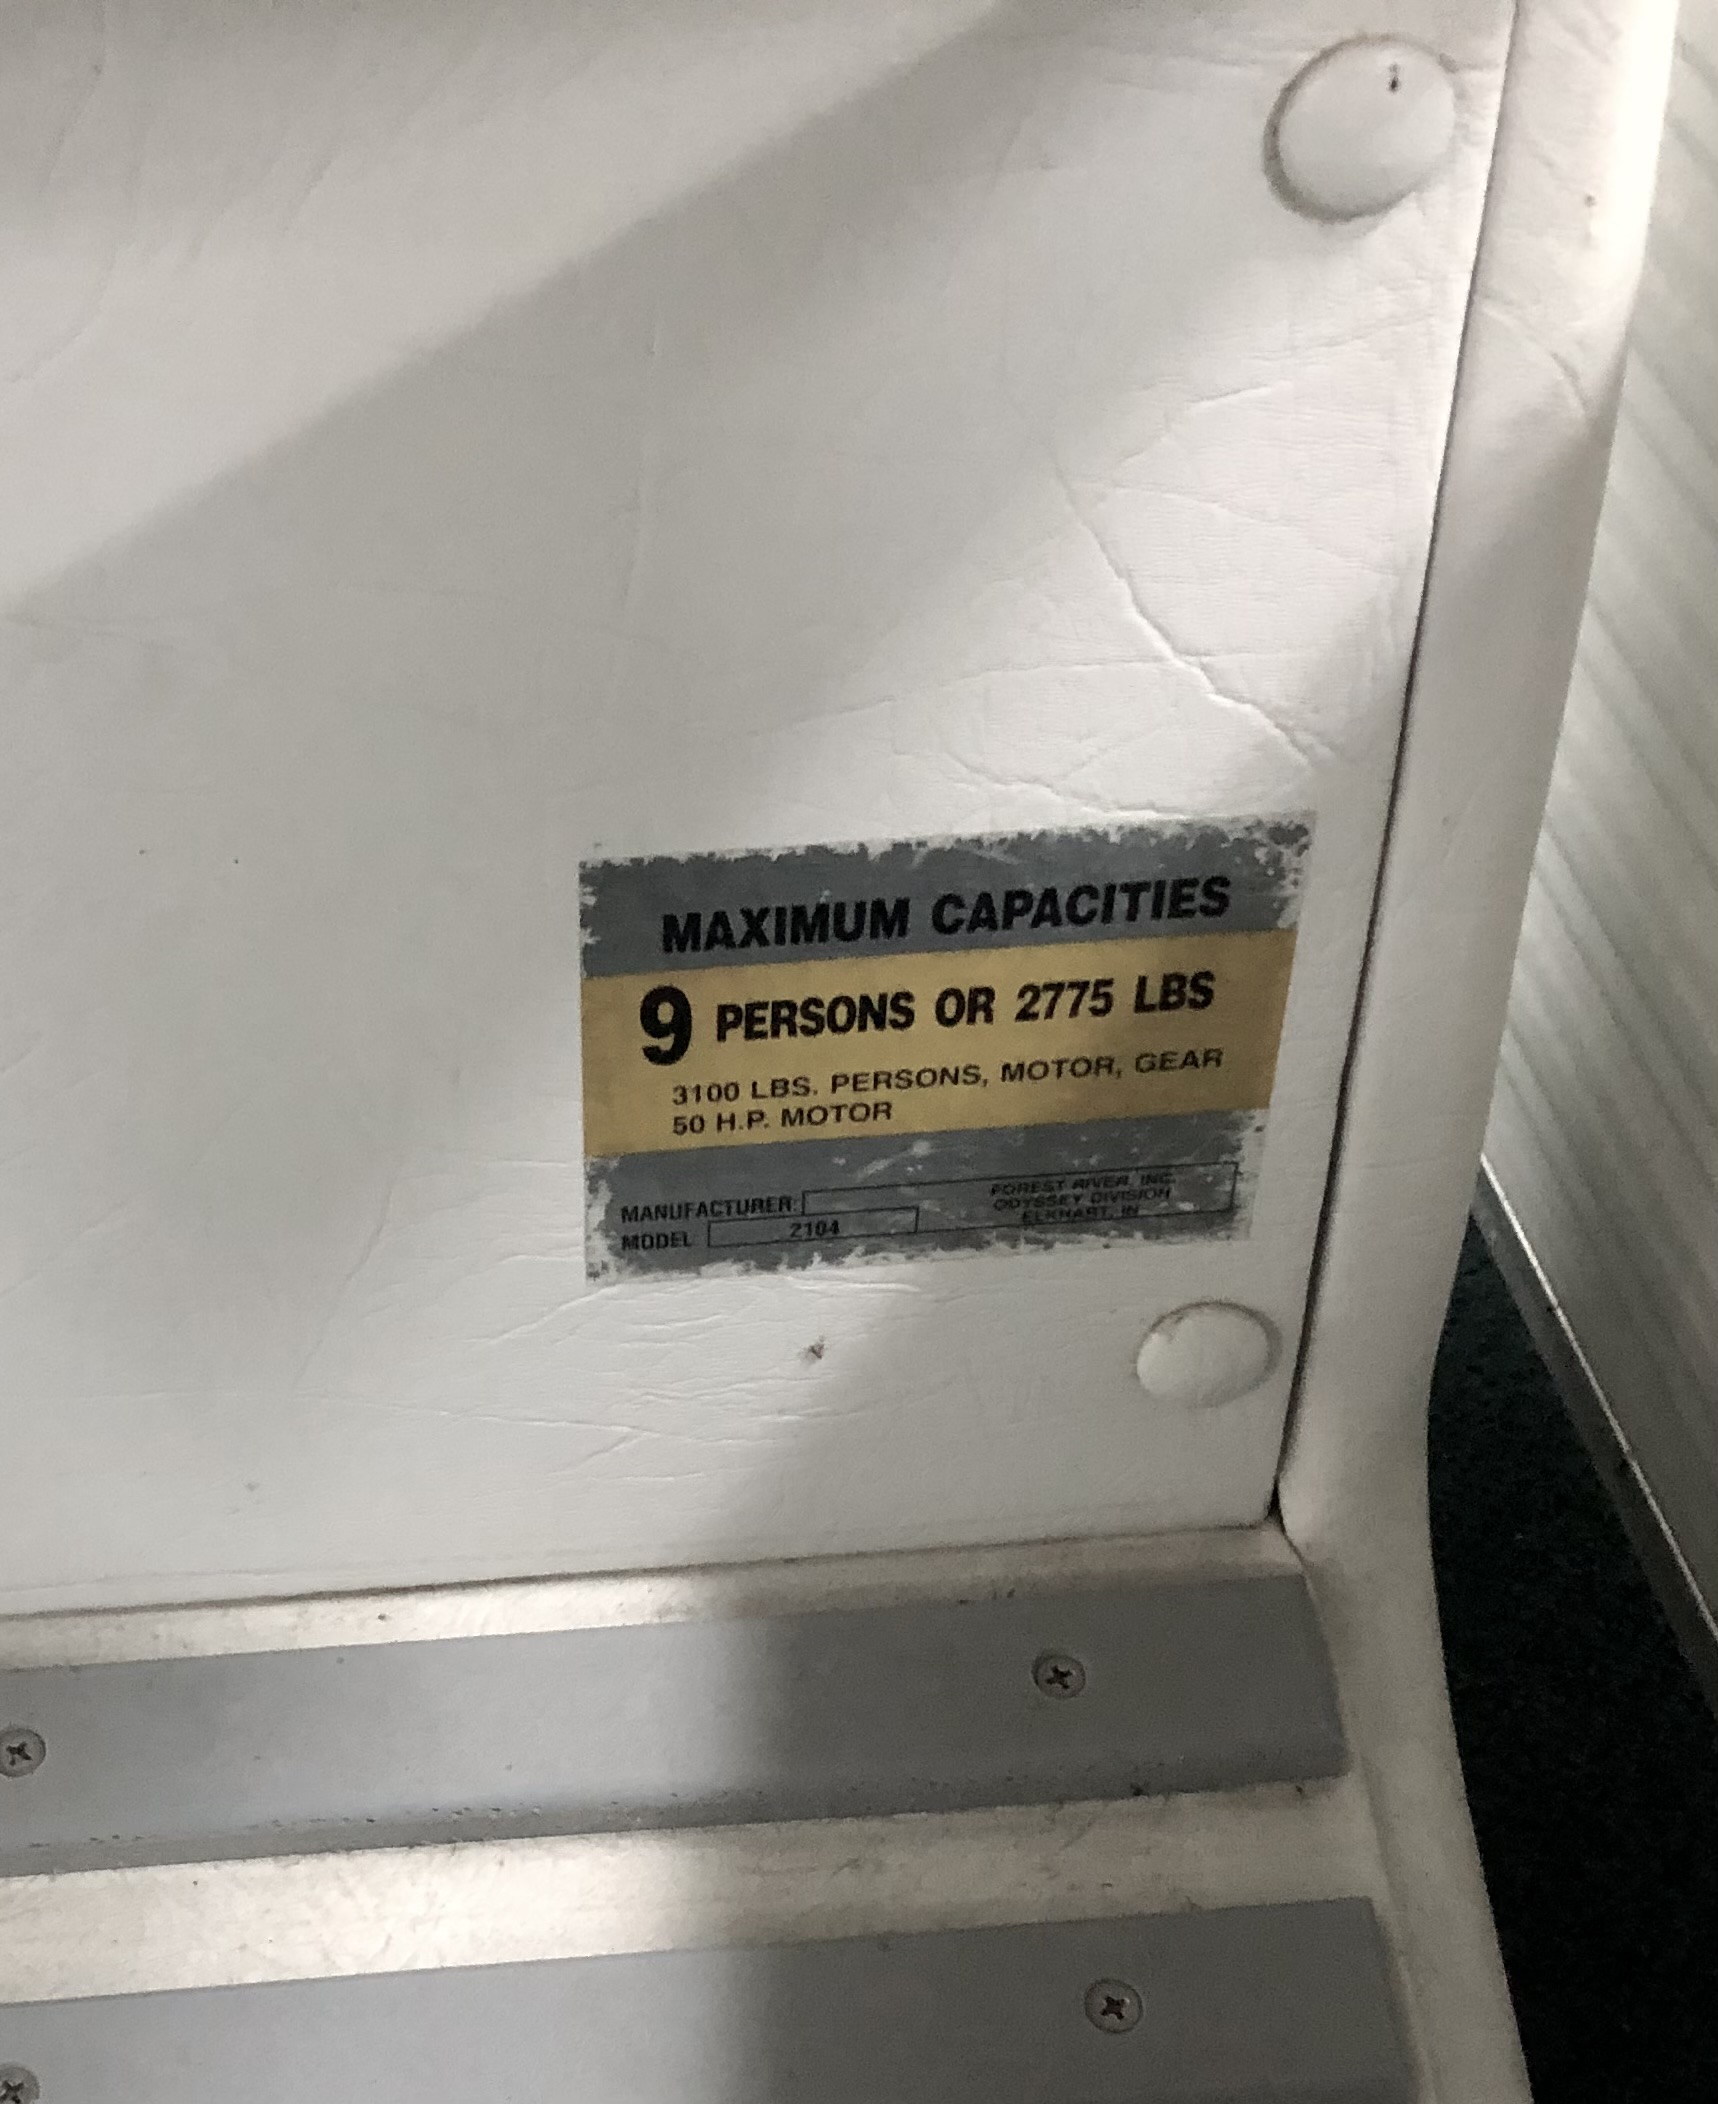 MAXIMUM CAPACITIES
9 PERSONS OR 2775 LBS
3100 LBS. PERSONS, MOTOR, GEAR
50 H.P. MOTOR
MANUFACTURER: FOREST RIVER, INC.
ODYSSEY DIVISION
ELKHART, IN
MODEL 2104